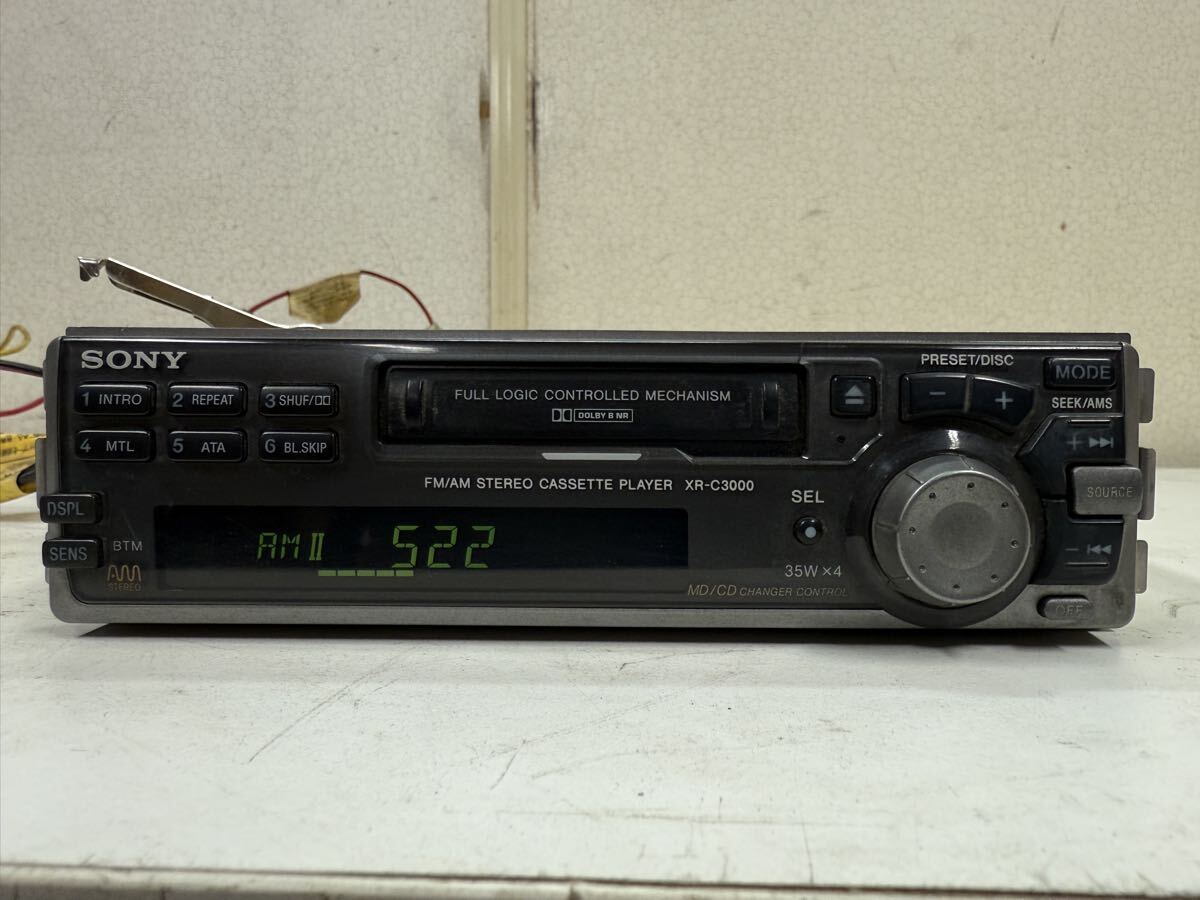 SONY
1 INTRO
2 REPEAT
3 SHUF/
4 MTL
5 ATA
6 BL.SKIP
FULL LOGIC CONTROLLED MECHANISM
DOLBY B NR
FM/AM STEREO CASSETTE PLAYER XR-C3000
PRESET/DISC
− +
MODE
SEEK/AMS
+
SOURCE
−
OFF
SEL
35W×4
MD/CD CHANGER CONTROL
DSPL
SENS
BTM
AM
STEREO
AM II 522